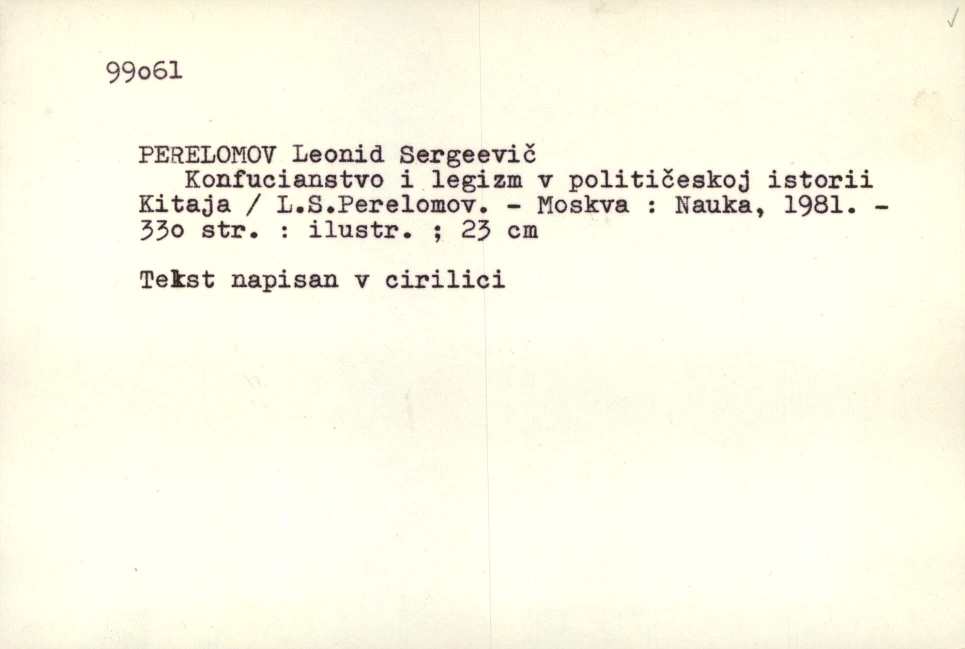 99o61
PERELOMOV Leonid Sergeevič
Konfucianstvo i legizm v političeskoj istorii
Kitaja / L.S.Perelomov. - Moskva : Nauka, 1981. -
33o str. : ilustr. ; 23 cm
Tekst napisan v cirilici